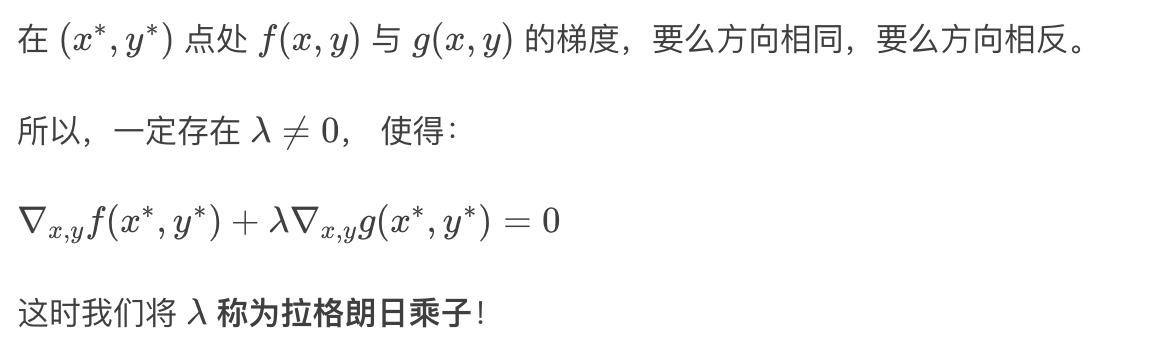 在 (x*, y*) 点处 f(x, y) 与 g(x, y) 的梯度，要么方向相同，要么方向相反。
所以，一定存在 λ ≠ 0， 使得：
∇x,yf(x*, y*) + λ∇x,yg(x*, y*) = 0
这时我们将 λ 称为拉格朗日乘子！